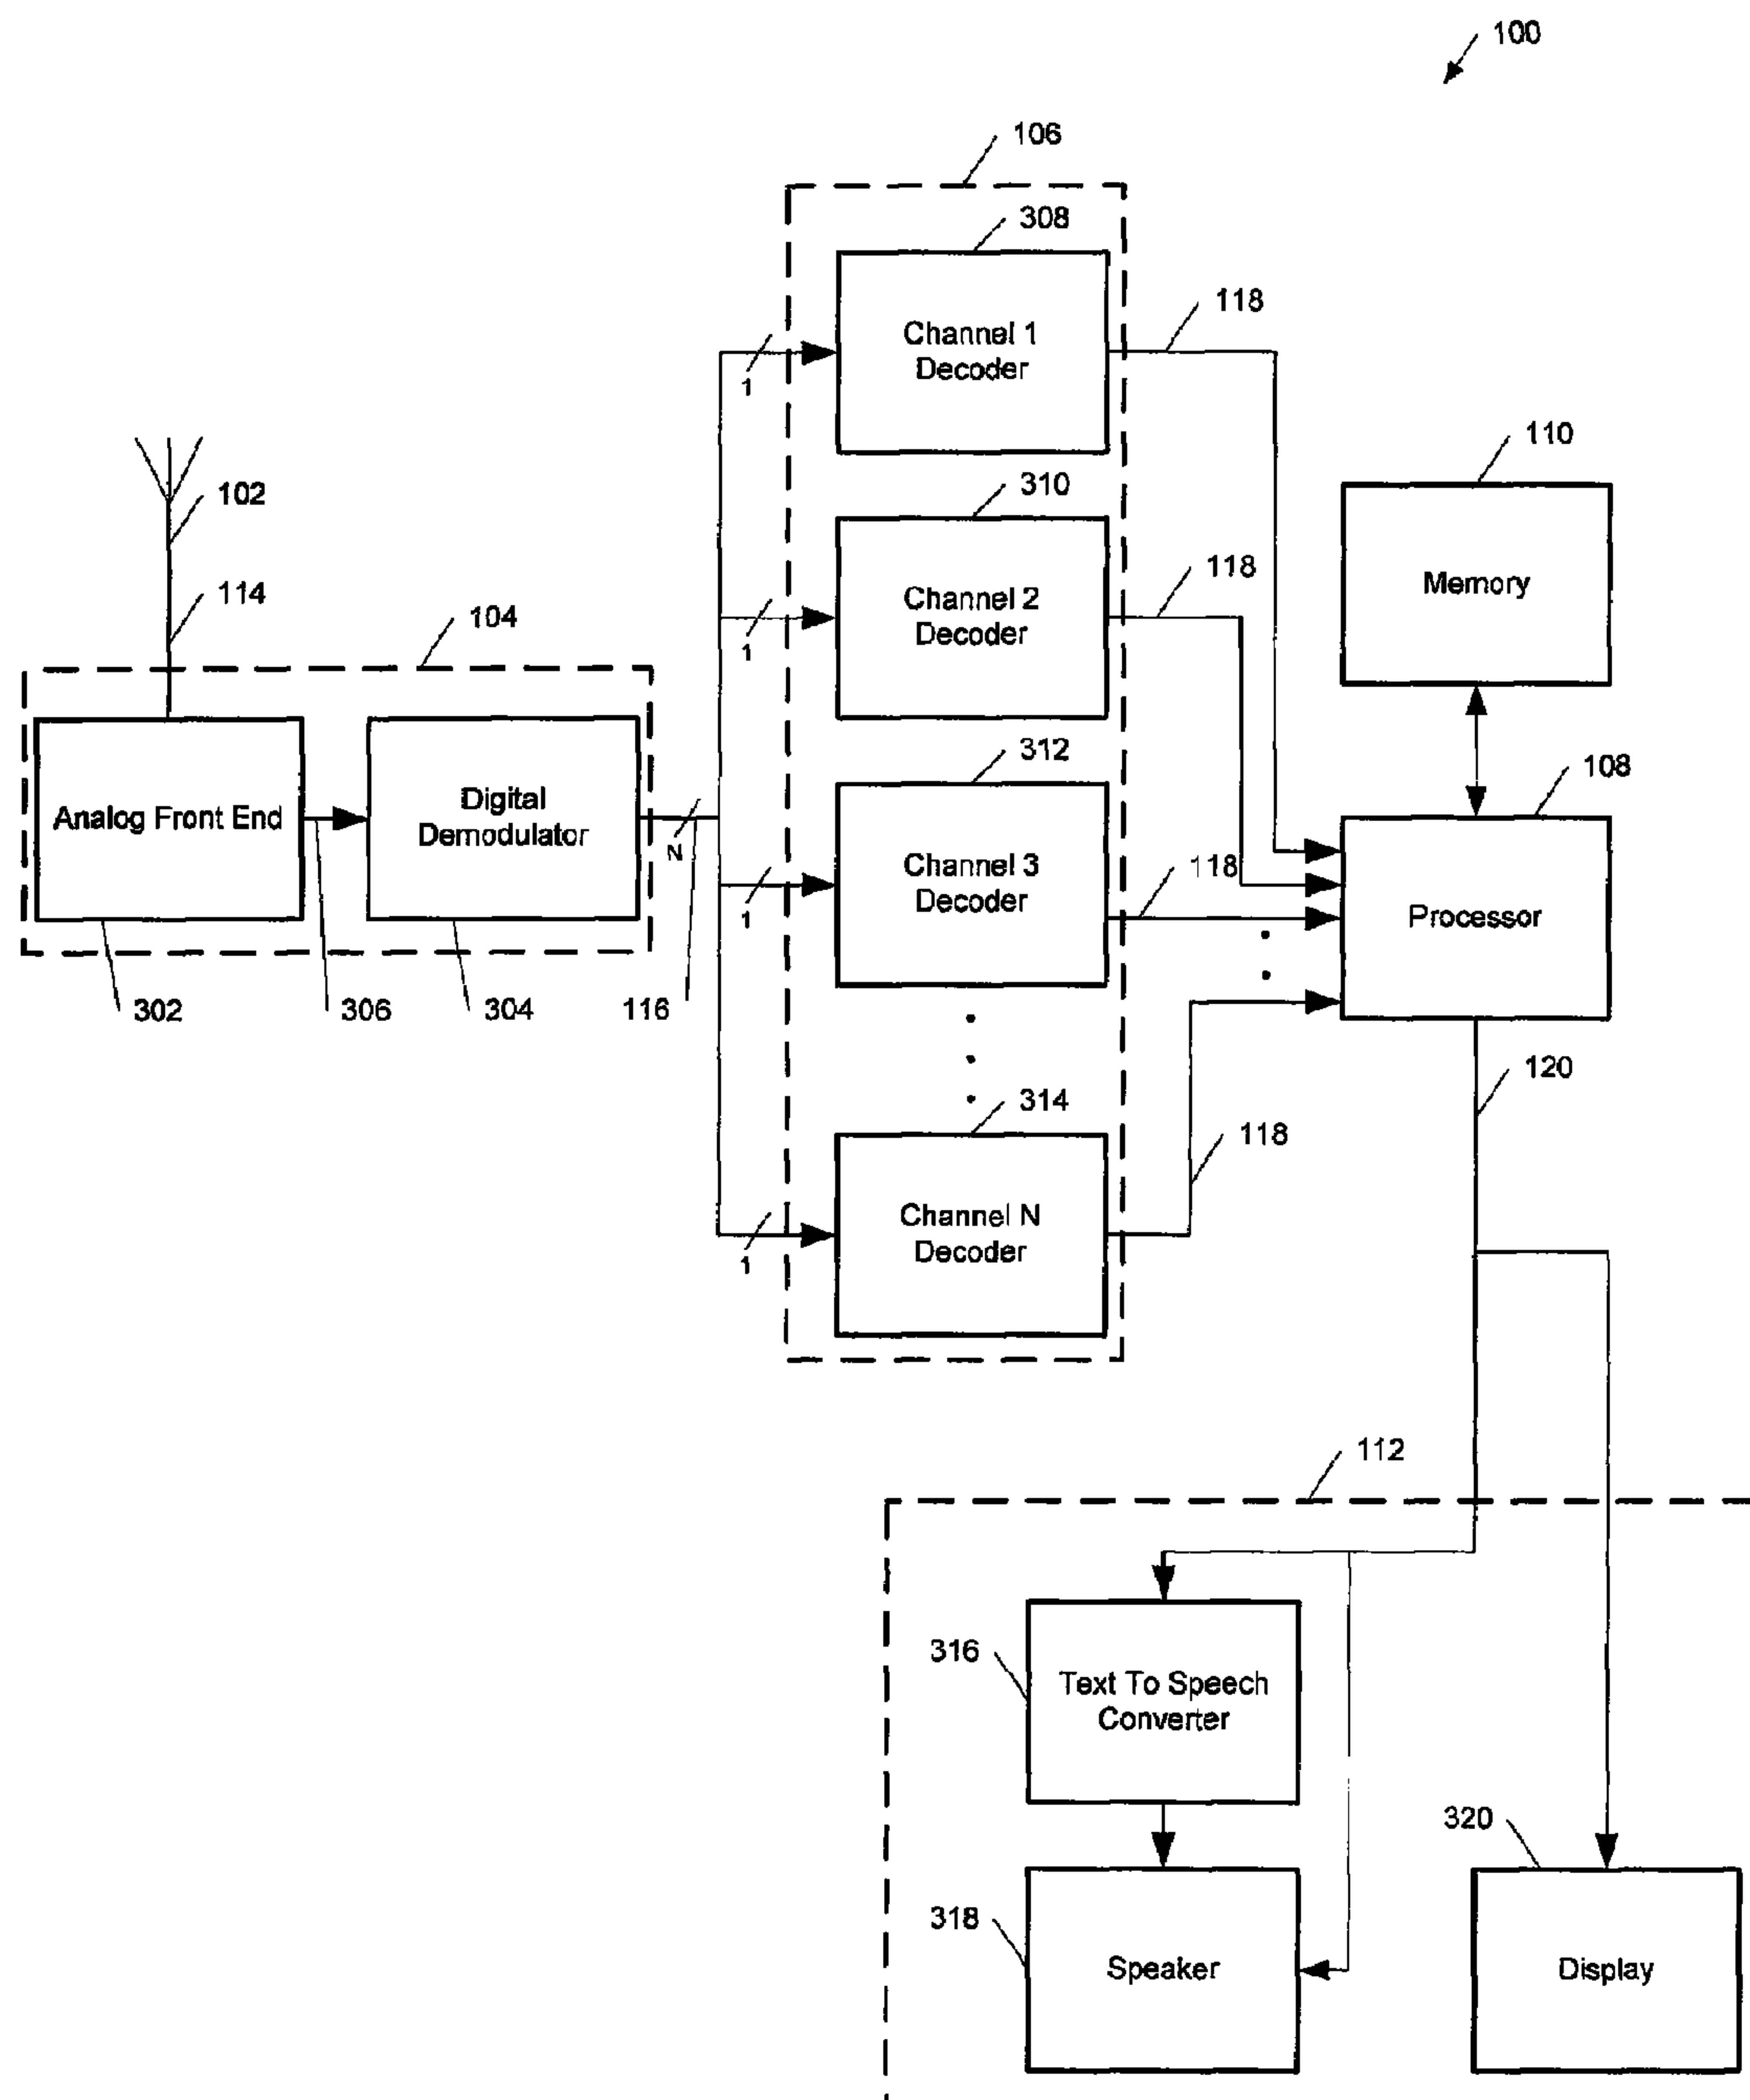 100
106
308
Channel 1
Decoder
118
1
102
114
104
310
Channel 2
Decoder
118
1
110
Memory
Analog Front End
Digital
Demodulator
N
302
306
304
116
312
Channel 3
Decoder
118
1
108
Processor
314
Channel N
Decoder
118
1
120
112
316
Text To Speech
Converter
318
Speaker
320
Display